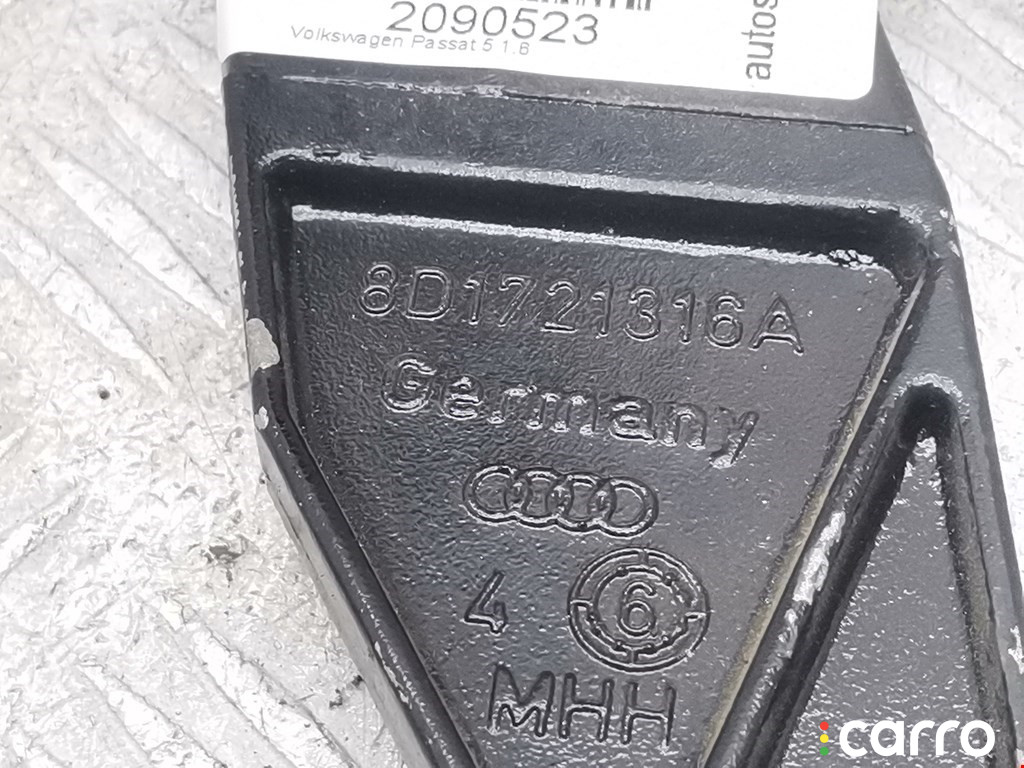 2090523
Volkswagen Passat 5 1.8
autos
8D1721316A
Germany
4 6
MHH
carro